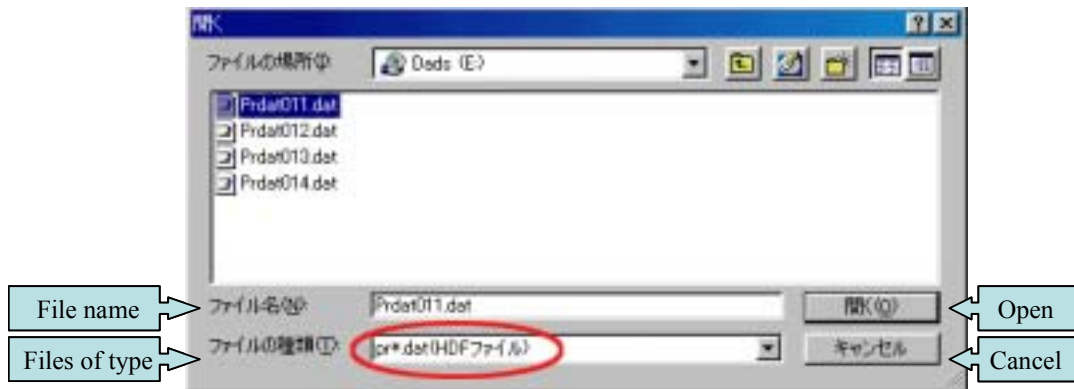 開く
ファイルの場所(I):
Dads (E:)
Prdat011.dat
Prdat012.dat
Prdat013.dat
Prdat014.dat
File name
ファイル名(N):
Prdat011.dat
開く(O)
Open
Files of type
ファイルの種類(T):
pr*.dat(HDFファイル)
キャンセル
Cancel